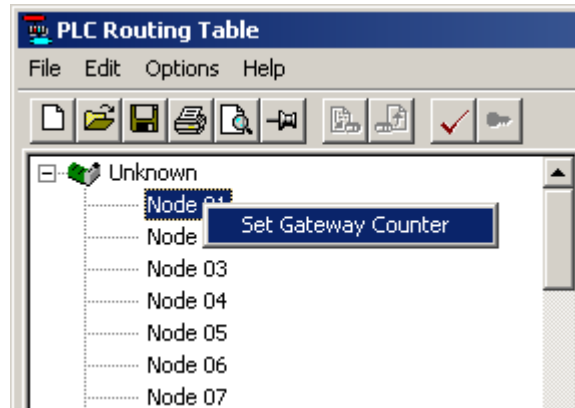 PLC Routing Table
File Edit Options Help
Unknown
Node 01
Set Gateway Counter
Node
Node 03
Node 04
Node 05
Node 06
Node 07